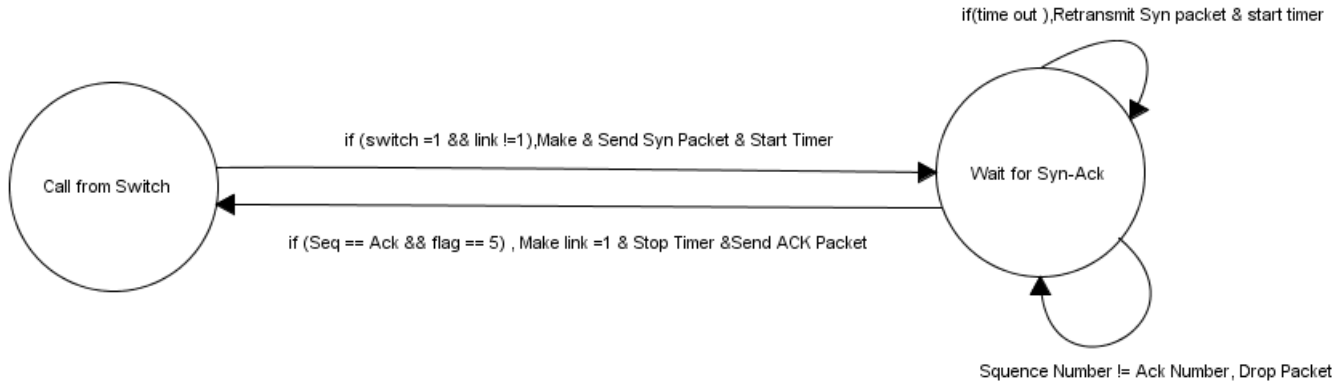 if(time out ),Retransmit Syn packet & start timer
if (switch =1 && link !=1),Make & Send Syn Packet & Start Timer
Call from Switch
Wait for Syn-Ack
if (Seq == Ack && flag == 5) , Make link =1 & Stop Timer &Send ACK Packet
Squence Number != Ack Number, Drop Packet